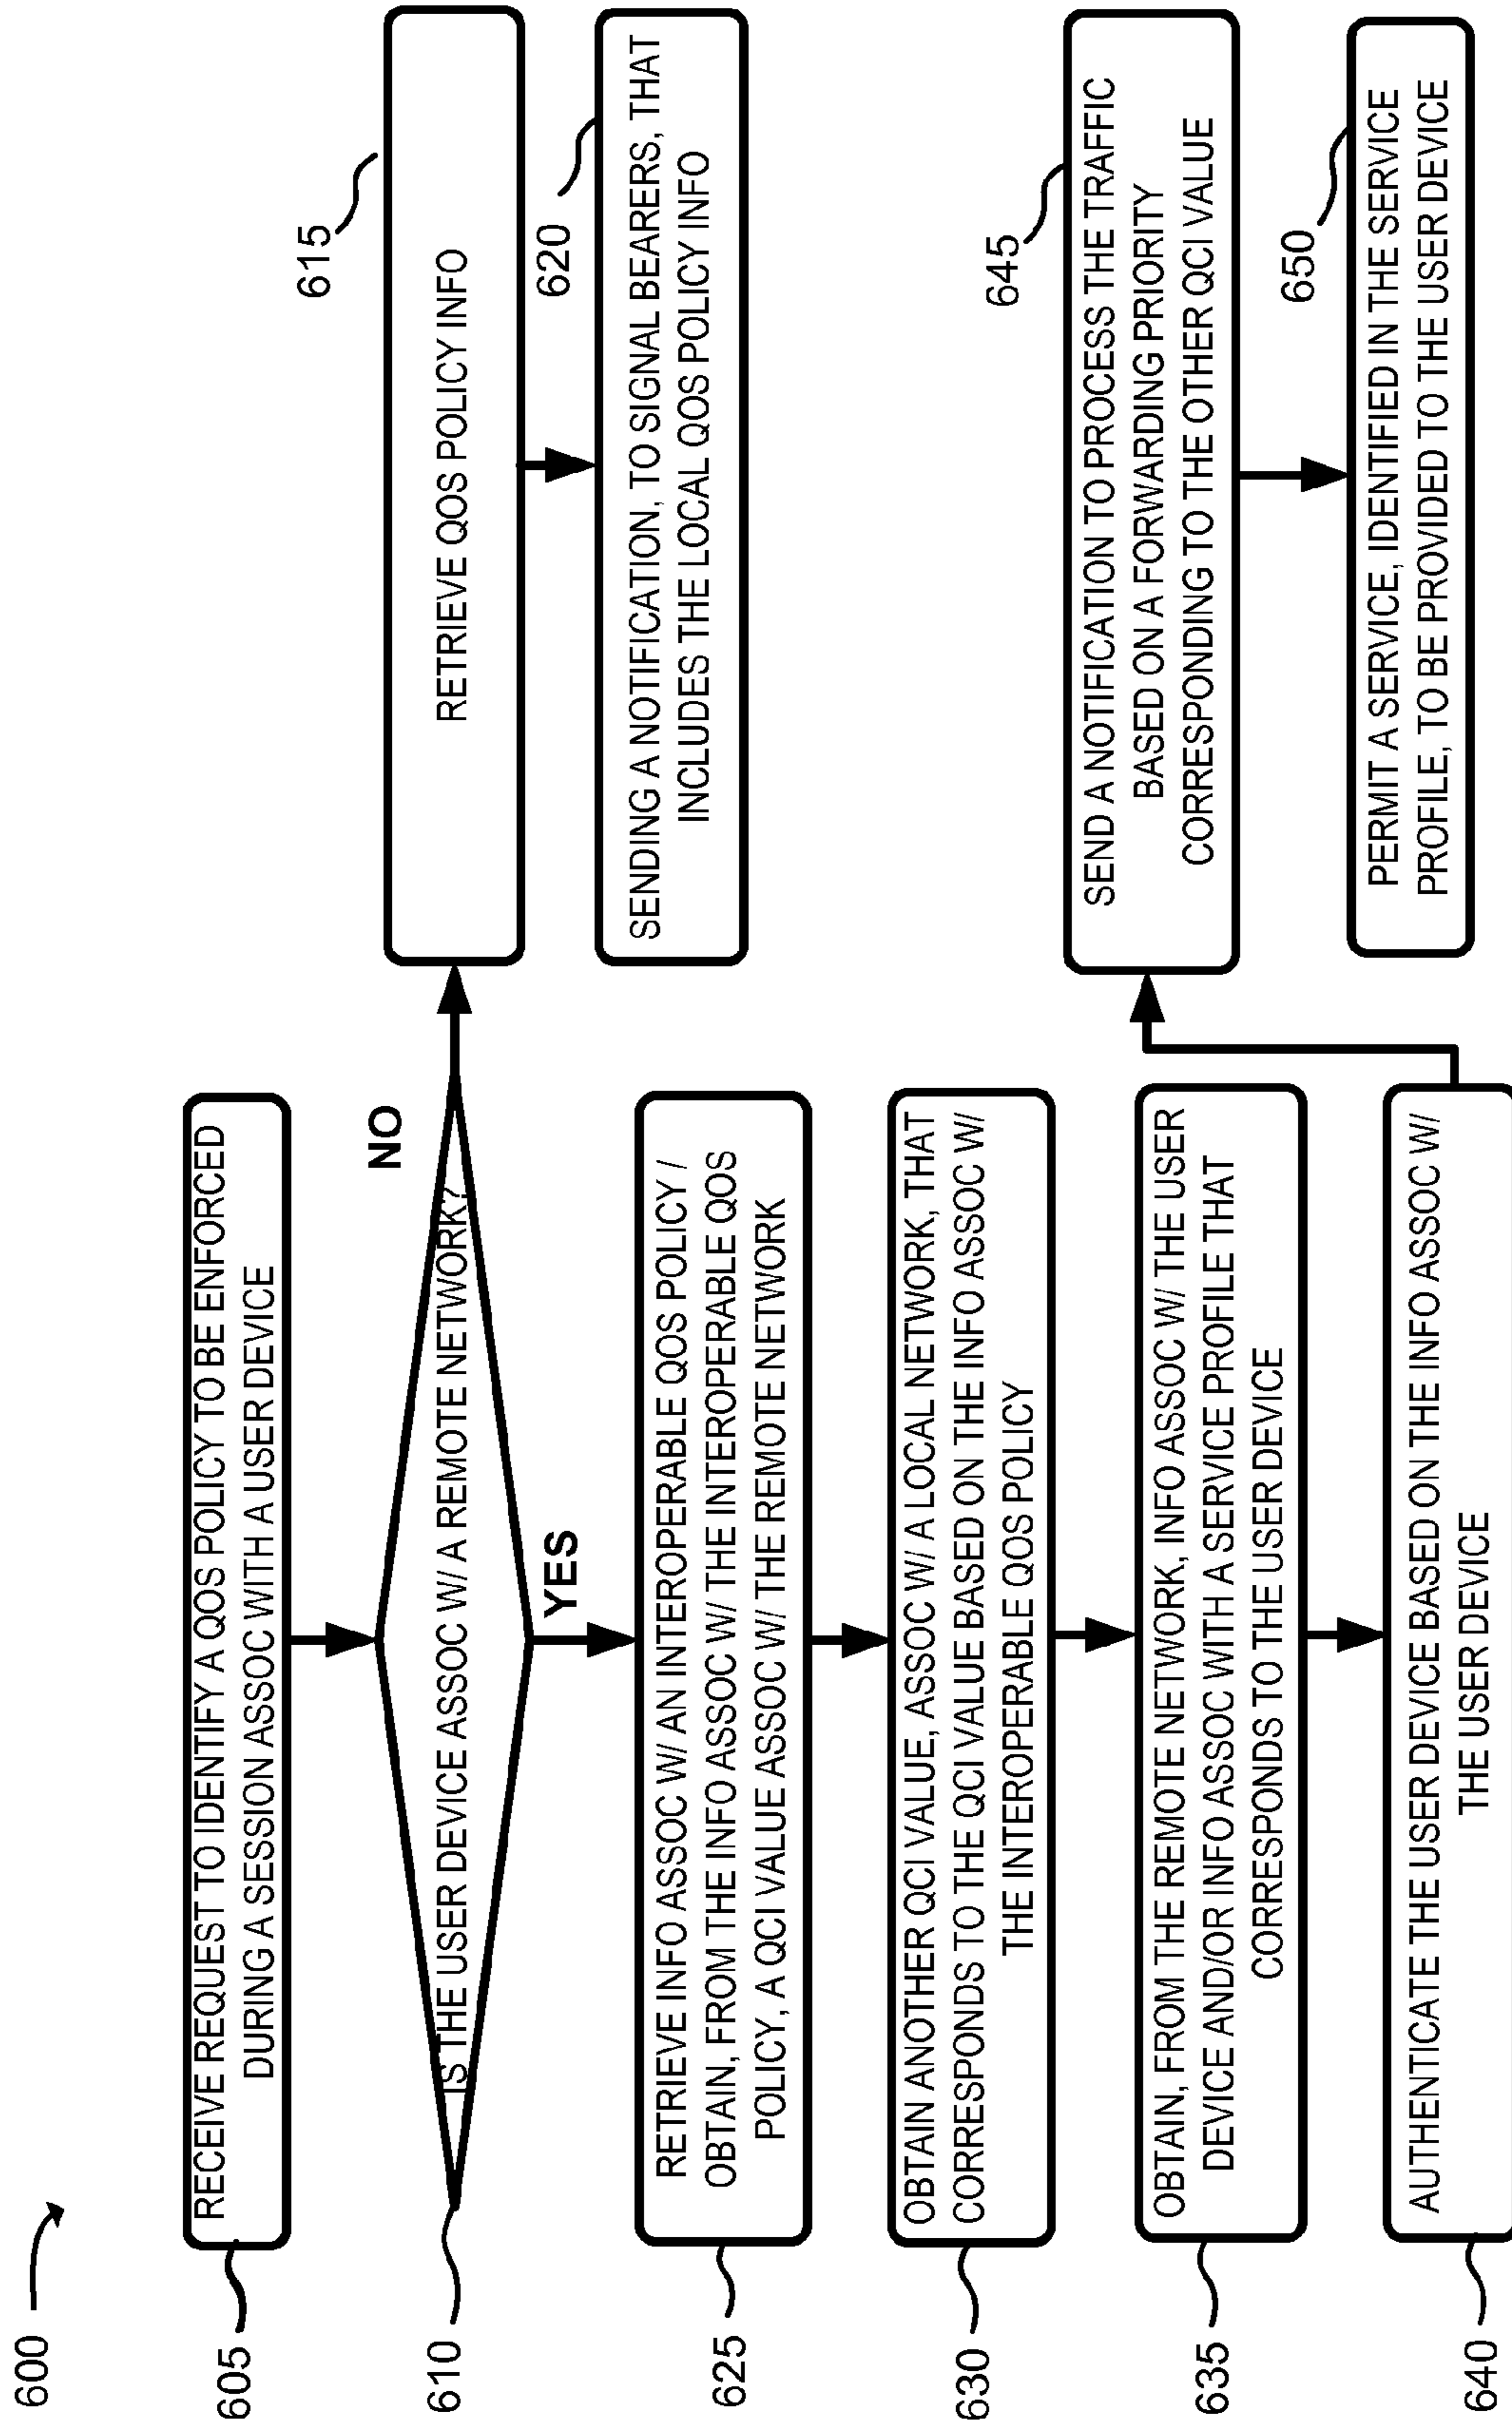 600
605
RECEIVE REQUEST TO IDENTIFY A QOS POLICY TO BE ENFORCED
DURING A SESSION ASSOC WITH A USER DEVICE
610
IS THE USER DEVICE ASSOC W/ A REMOTE NETWORK?
NO
YES
615
RETRIEVE QOS POLICY INFO
620
SENDING A NOTIFICATION, TO SIGNAL BEARERS, THAT
INCLUDES THE LOCAL QOS POLICY INFO
625
RETRIEVE INFO ASSOC W/ AN INTEROPERABLE QOS POLICY /
OBTAIN, FROM THE INFO ASSOC W/ THE INTEROPERABLE QOS
POLICY, A QCI VALUE ASSOC W/ THE REMOTE NETWORK
630
OBTAIN ANOTHER QCI VALUE, ASSOC W/ A LOCAL NETWORK, THAT
CORRESPONDS TO THE QCI VALUE BASED ON THE INFO ASSOC W/
THE INTEROPERABLE QOS POLICY
635
OBTAIN, FROM THE REMOTE NETWORK, INFO ASSOC W/ THE USER
DEVICE AND/OR INFO ASSOC WITH A SERVICE PROFILE THAT
CORRESPONDS TO THE USER DEVICE
640
AUTHENTICATE THE USER DEVICE BASED ON THE INFO ASSOC W/
THE USER DEVICE
645
SEND A NOTIFICATION TO PROCESS THE TRAFFIC
BASED ON A FORWARDING PRIORITY
CORRESPONDING TO THE OTHER QCI VALUE
650
PERMIT A SERVICE, IDENTIFIED IN THE SERVICE
PROFILE, TO BE PROVIDED TO THE USER DEVICE